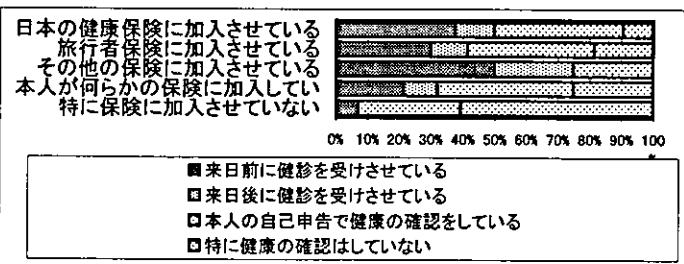 日本の健康保険に加入させている
旅行者保険に加入させている
その他の保険に加入させている
本人が何らかの保険に加入してい
特に保険に加入させていない
0% 10% 20% 30% 40% 50% 60% 70% 80% 90% 100
%
来日前に健診を受けさせている
来日後に健診を受けさせている
本人の自己申告で健康の確認をしている
特に健康の確認はしていない